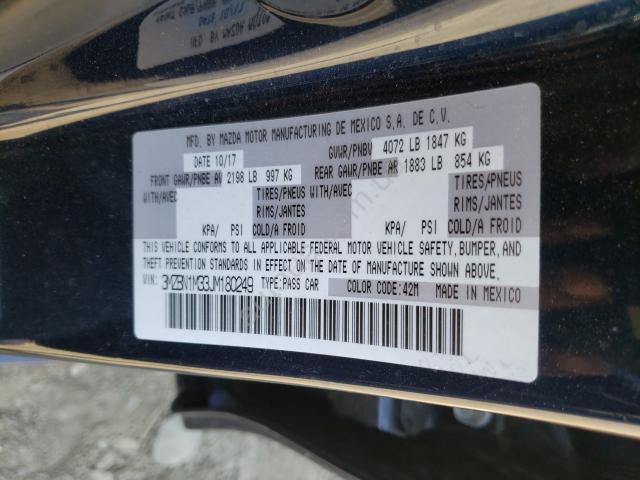 MFD. BY MAZDA MOTOR MANUFACTURING DE MEXICO S.A. DE C.V.
DATE 10/17 GVWR/PNBV 4072 LB 1847 KG
FRONT GAWR/PNBE AV 2198 LB 997 KG REAR GAWR/PNBE AR 1883 LB 854 KG
WITH/AVEC TIRES/PNEUS WITH/AVEC TIRES/PNEUS
RIMS/JANTES RIMS/JANTES
KPA/ PSI COLD/A FROID KPA/ PSI COLD/A FROID
THIS VEHICLE CONFORMS TO ALL APPLICABLE FEDERAL MOTOR VEHICLE SAFETY, BUMPER, AND
THEFT PREVENTION STANDARDS IN EFFECT ON THE DATE OF MANUFACTURE SHOWN ABOVE.
VIN: 3MZBN1M33JM180249 TYPE:PASS CAR COLOR CODE:42M MADE IN MEXICO